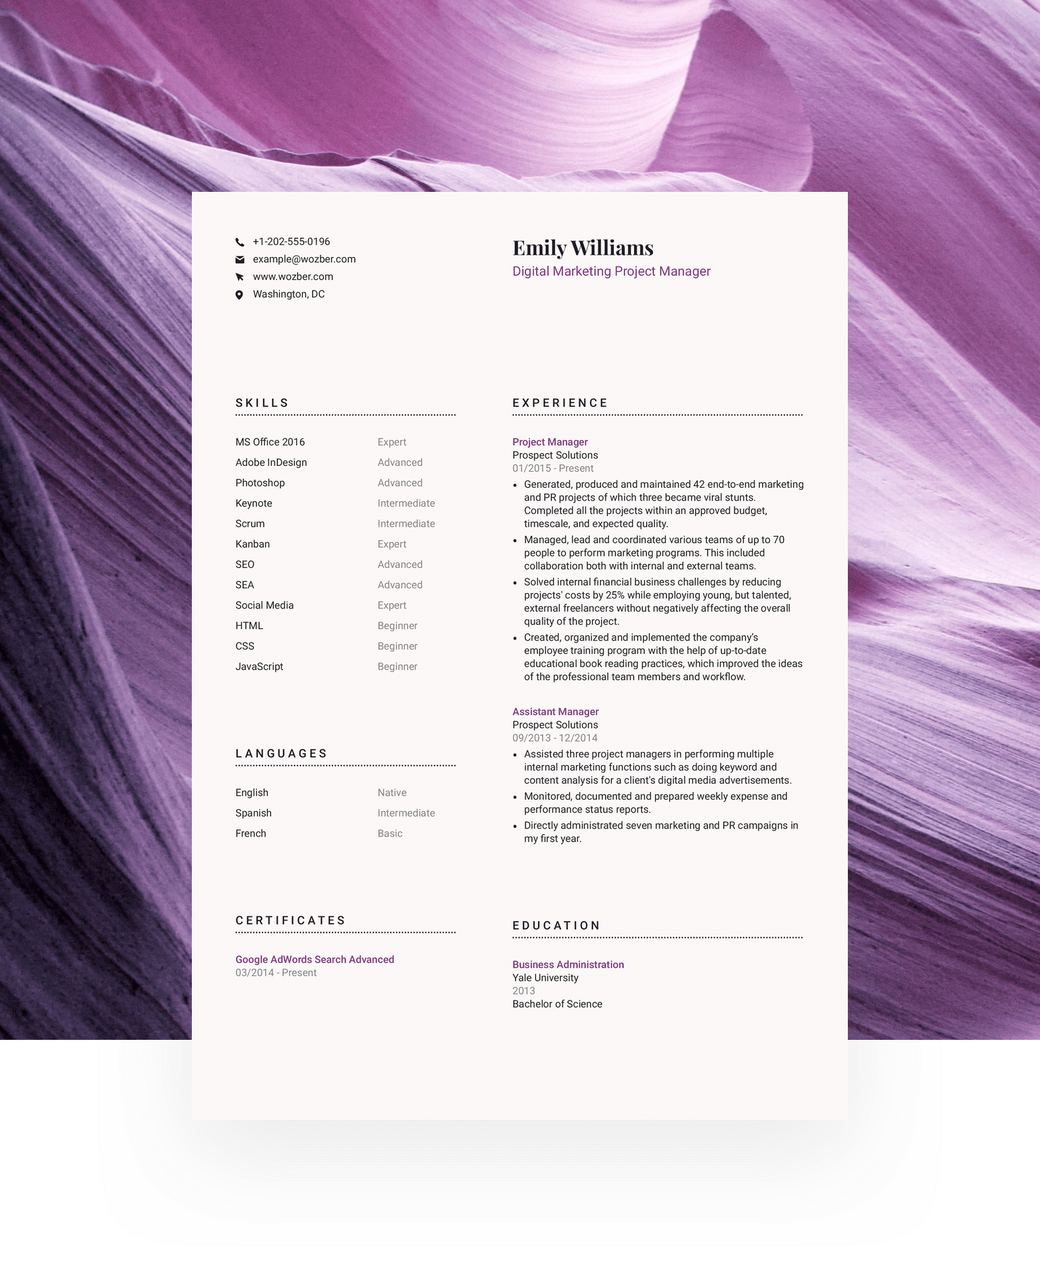 +1-202-555-0196
example@wozber.com
www.wozber.com
Washington, DC
Emily Williams
Digital Marketing Project Manager
SKILLS
MS Office 2016 Expert
Adobe InDesign Advanced
Photoshop Advanced
Keynote Intermediate
Scrum Intermediate
Kanban Expert
SEO Advanced
SEA Advanced
Social Media Expert
HTML Beginner
CSS Beginner
JavaScript Beginner
LANGUAGES
English Native
Spanish Intermediate
French Basic
CERTIFICATES
Google AdWords Search Advanced
03/2014 - Present
EXPERIENCE
Project Manager
Prospect Solutions
01/2015 - Present
• Generated, produced and maintained 42 end-to-end marketing
and PR projects of which three became viral stunts.
Completed all the projects within an approved budget,
timescale, and expected quality.
• Managed, lead and coordinated various teams of up to 70
people to perform marketing programs. This included
collaboration both with internal and external teams.
• Solved internal financial business challenges by reducing
projects' costs by 25% while employing young, but talented,
external freelancers without negatively affecting the overall
quality of the project.
• Created, organized and implemented the company's
employee training program with the help of up-to-date
educational book reading practices, which improved the ideas
of the professional team members and workflow.
Assistant Manager
Prospect Solutions
09/2013 - 12/2014
• Assisted three project managers in performing multiple
internal marketing functions such as doing keyword and
content analysis for a client's digital media advertisements.
• Monitored, documented and prepared weekly expense and
performance status reports.
• Directly administrated seven marketing and PR campaigns in
my first year.
EDUCATION
Business Administration
Yale University
2013
Bachelor of Science